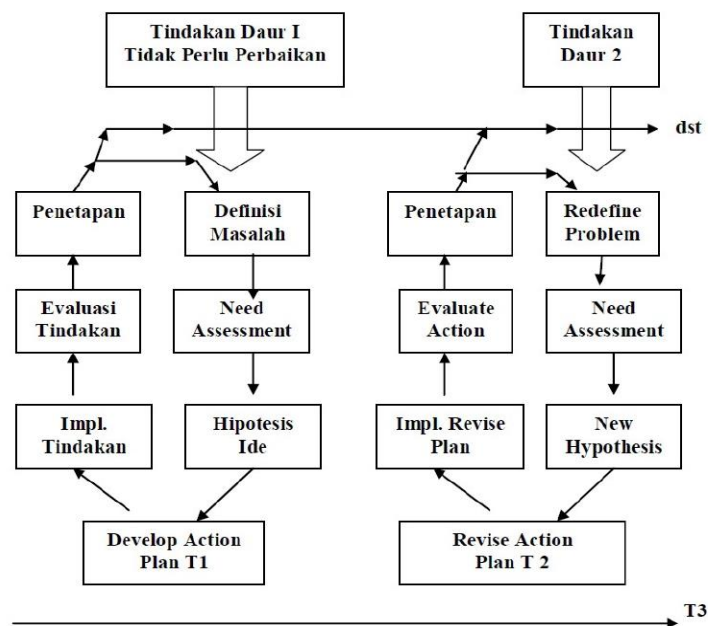 Tindakan Daur I
Tidak Perlu Perbaikan
Tindakan
Daur 2
dst
Penetapan
Definisi
Masalah
Penetapan
Redefine
Problem
Evaluasi
Tindakan
Need
Assessment
Evaluate
Action
Need
Assessment
Impl.
Tindakan
Hipotesis
Ide
Impl. Revise
Plan
New
Hypothesis
Develop Action
Plan T1
Revise Action
Plan T 2
T3